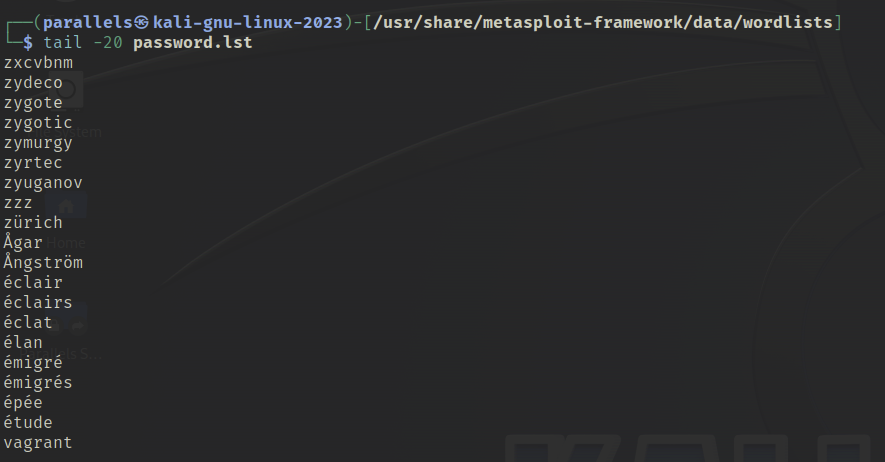 ┌──(parallels㉿kali-gnu-linux-2023)-[/usr/share/metasploit-framework/data/wordlists]
└─$ tail -20 password.lst
zxcvbnm
zydeco
zygote
zygotic
zymurgy
zyrtec
zyuganov
zzz
zürich
Ågar
Ångström
éclair
éclairs
éclat
élan
émigré
émigrés
épée
étude
vagrant
Home